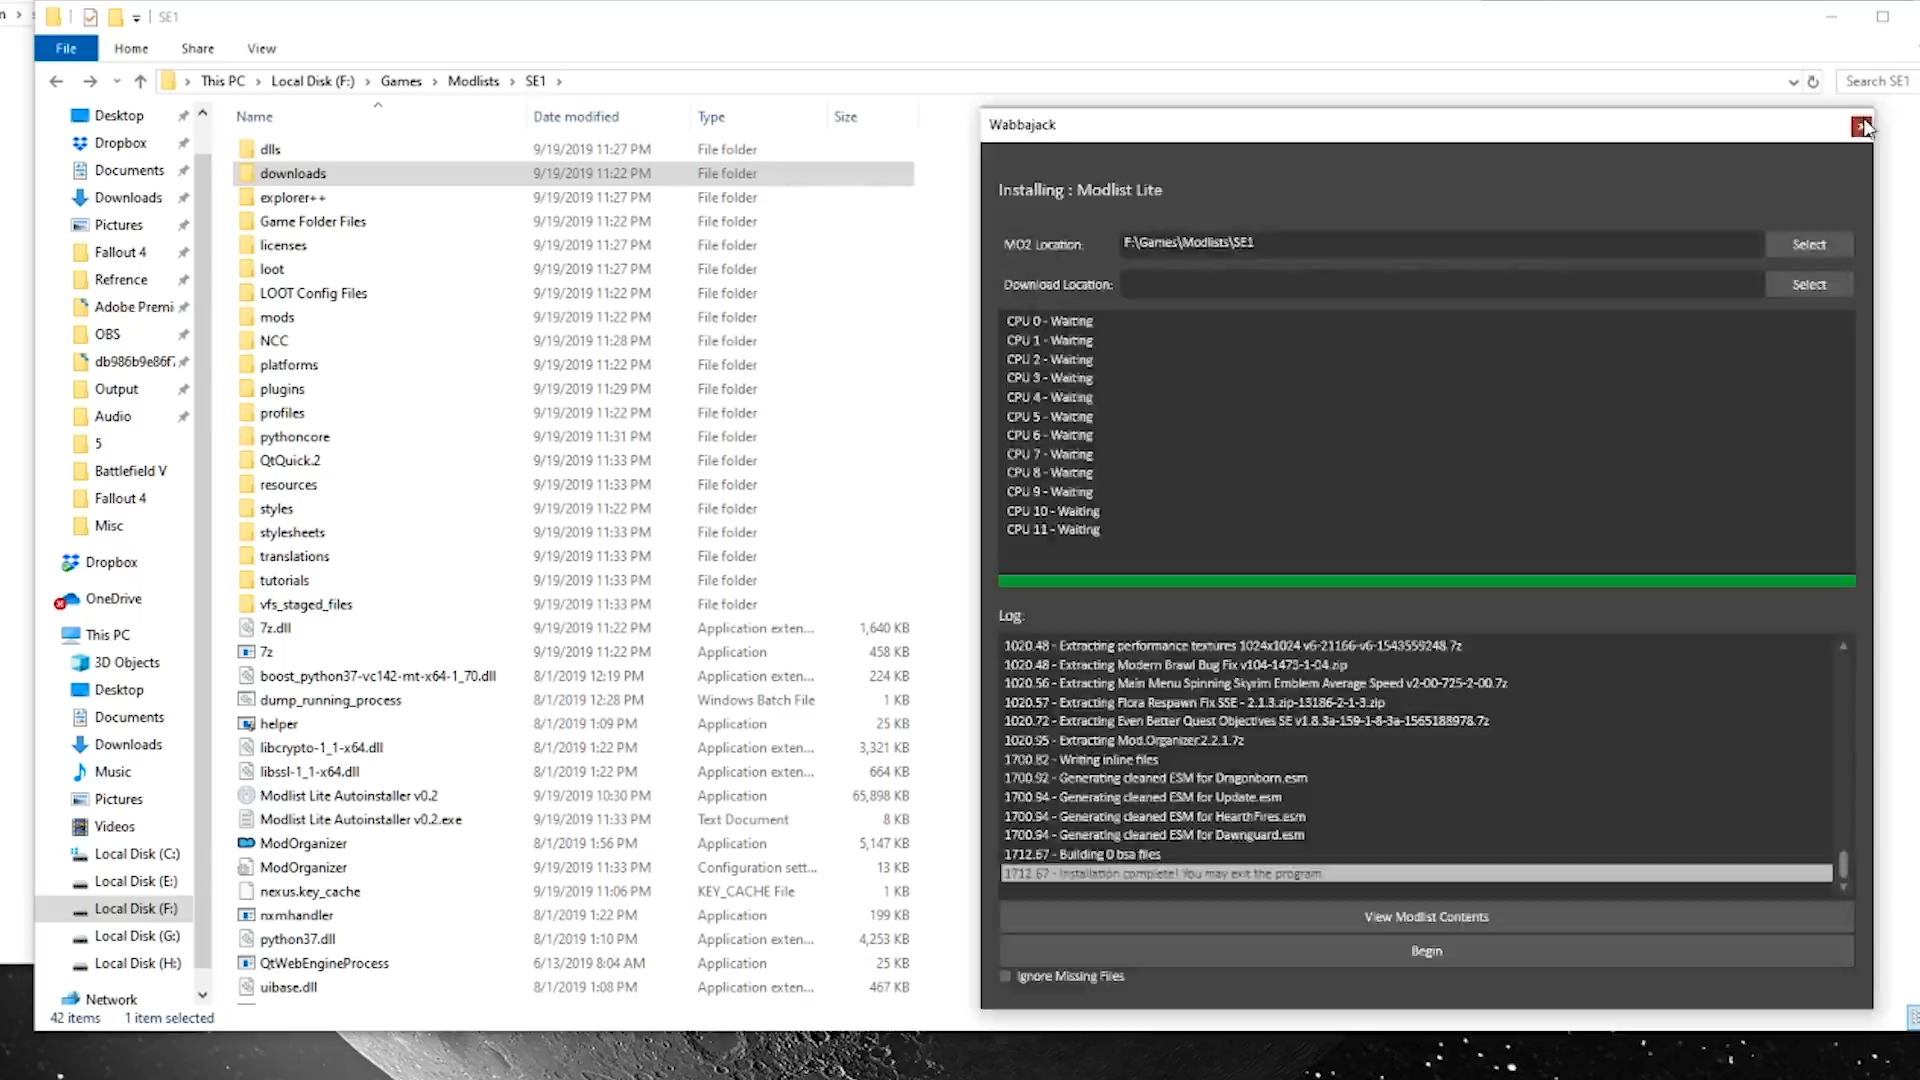 SE1
File Home Share View
This PC > Local Disk (F:) > Games > Modlists > SE1 >
Search SE1
Desktop
Dropbox
Documents
Downloads
Pictures
Fallout 4
Refrence
Adobe Premi
OBS
db986b9e86f7
Output
Audio
5
Battlefield V
Fallout 4
Misc
Dropbox
OneDrive
This PC
3D Objects
Desktop
Documents
Downloads
Music
Pictures
Videos
Local Disk (C:)
Local Disk (E:)
Local Disk (F:)
Local Disk (G:)
Local Disk (H:)
Network
42 items 1 item selected
Name Date modified Type Size
dlls 9/19/2019 11:27 PM File folder
downloads 9/19/2019 11:22 PM File folder
explorer++ 9/19/2019 11:27 PM File folder
Game Folder Files 9/19/2019 11:22 PM File folder
licenses 9/19/2019 11:27 PM File folder
loot 9/19/2019 11:27 PM File folder
LOOT Config Files 9/19/2019 11:22 PM File folder
mods 9/19/2019 11:22 PM File folder
NCC 9/19/2019 11:28 PM File folder
platforms 9/19/2019 11:22 PM File folder
plugins 9/19/2019 11:29 PM File folder
profiles 9/19/2019 11:22 PM File folder
pythoncore 9/19/2019 11:31 PM File folder
QtQuick.2 9/19/2019 11:33 PM File folder
resources 9/19/2019 11:33 PM File folder
styles 9/19/2019 11:33 PM File folder
stylesheets 9/19/2019 11:33 PM File folder
translations 9/19/2019 11:33 PM File folder
tutorials 9/19/2019 11:33 PM File folder
vfs_staged_files 9/19/2019 11:33 PM File folder
7z.dll 9/19/2019 11:22 PM Application exten... 1,640 KB
7z 9/19/2019 11:22 PM Application 458 KB
boost_python37-vc142-mt-x64-1_70.dll 8/1/2019 12:19 PM Application exten... 224 KB
dump_running_process 8/1/2019 12:28 PM Windows Batch File 1 KB
helper 8/1/2019 1:09 PM Application 25 KB
libcrypto-1_1-x64.dll 8/1/2019 1:22 PM Application exten... 3,321 KB
libssl-1_1-x64.dll 8/1/2019 1:22 PM Application exten... 664 KB
Modlist Lite Autoinstaller v0.2 9/19/2019 10:30 PM Application 65,898 KB
Modlist Lite Autoinstaller v0.2.exe 9/19/2019 11:33 PM Text Document 8 KB
ModOrganizer 8/1/2019 1:56 PM Application 5,147 KB
ModOrganizer 9/19/2019 11:33 PM Configuration sett... 13 KB
nexus.key_cache 9/19/2019 11:06 PM KEY_CACHE File 1 KB
nxmhandler 8/1/2019 1:22 PM Application 199 KB
python37.dll 8/1/2019 1:10 PM Application exten... 4,253 KB
QtWebEngineProcess 6/13/2019 8:04 AM Application 25 KB
uibase.dll 8/1/2019 1:08 PM Application exten... 467 KB
Wabbajack
Installing : Modlist Lite
MO2 Location: F:\Games\Modlists\SE1 Select
Download Location: Select
CPU 0 - Waiting
CPU 1 - Waiting
CPU 2 - Waiting
CPU 3 - Waiting
CPU 4 - Waiting
CPU 5 - Waiting
CPU 6 - Waiting
CPU 7 - Waiting
CPU 8 - Waiting
CPU 9 - Waiting
CPU 10 - Waiting
CPU 11 - Waiting
Log:
1020.48 - Extracting performance textures 1024x1024 v6-21166-v6-1543559248.7z
1020.48 - Extracting Modern Brawl Bug Fix v104-1473-1-04.zip
1020.56 - Extracting Main Menu Spinning Skyrim Emblem Average Speed v2-00-725-2-00.7z
1020.57 - Extracting Flora Respawn Fix SSE - 2.1.3.zip-13186-2-1-3.zip
1020.72 - Extracting Even Better Quest Objectives SE v1.8.3a-159-1-8-3a-1565188978.7z
1020.95 - Extracting Mod.Organizer.2.2.1.7z
1700.82 - Writing inline files
1700.92 - Generating cleaned ESM for Dragonborn.esm
1700.94 - Generating cleaned ESM for Update.esm
1700.94 - Generating cleaned ESM for HearthFires.esm
1700.94 - Generating cleaned ESM for Dawnguard.esm
1712.67 - Building 0 bsa files
1712.67 - Installation complete! You may exit the program.
View Modlist Contents
Begin
Ignore Missing Files